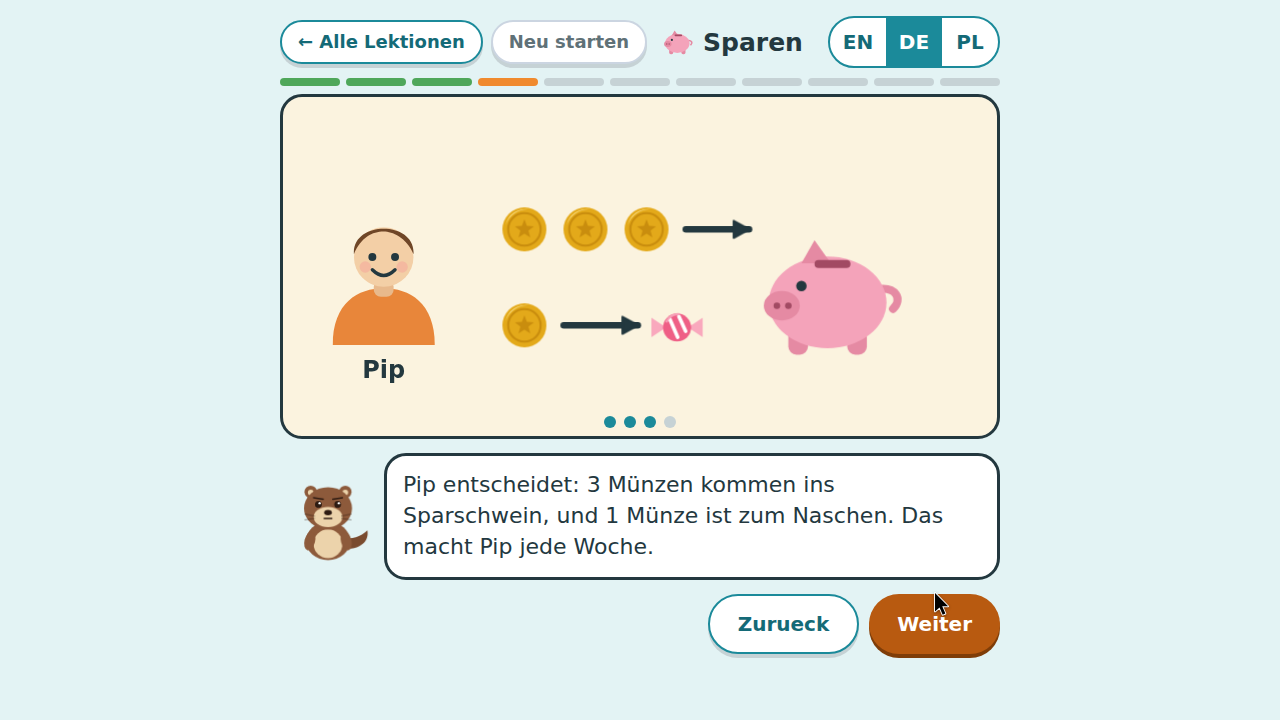 ← Alle Lektionen
Neu starten
Sparen
EN
DE
PL
Pip
Pip entscheidet: 3 Münzen kommen ins
Sparschwein, und 1 Münze ist zum Naschen. Das
macht Pip jede Woche.
Zurueck
Weiter